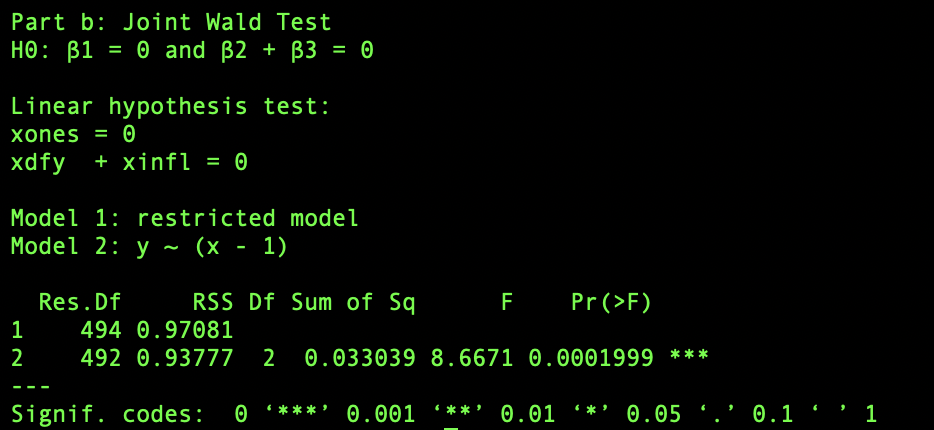 Part b: Joint Wald Test
H0: β1 = 0 and β2 + β3 = 0
Linear hypothesis test:
xones = 0
xdfy  + xinfl = 0
Model 1: restricted model
Model 2: y ~ (x - 1)
  Res.Df     RSS Df Sum of Sq      F    Pr(>F)
1    494 0.97081
2    492 0.93777  2  0.033039 8.6671 0.0001999 ***
---
Signif. codes:  0 ‘***’ 0.001 ‘**’ 0.01 ‘*’ 0.05 ‘.’ 0.1 ‘ ’ 1